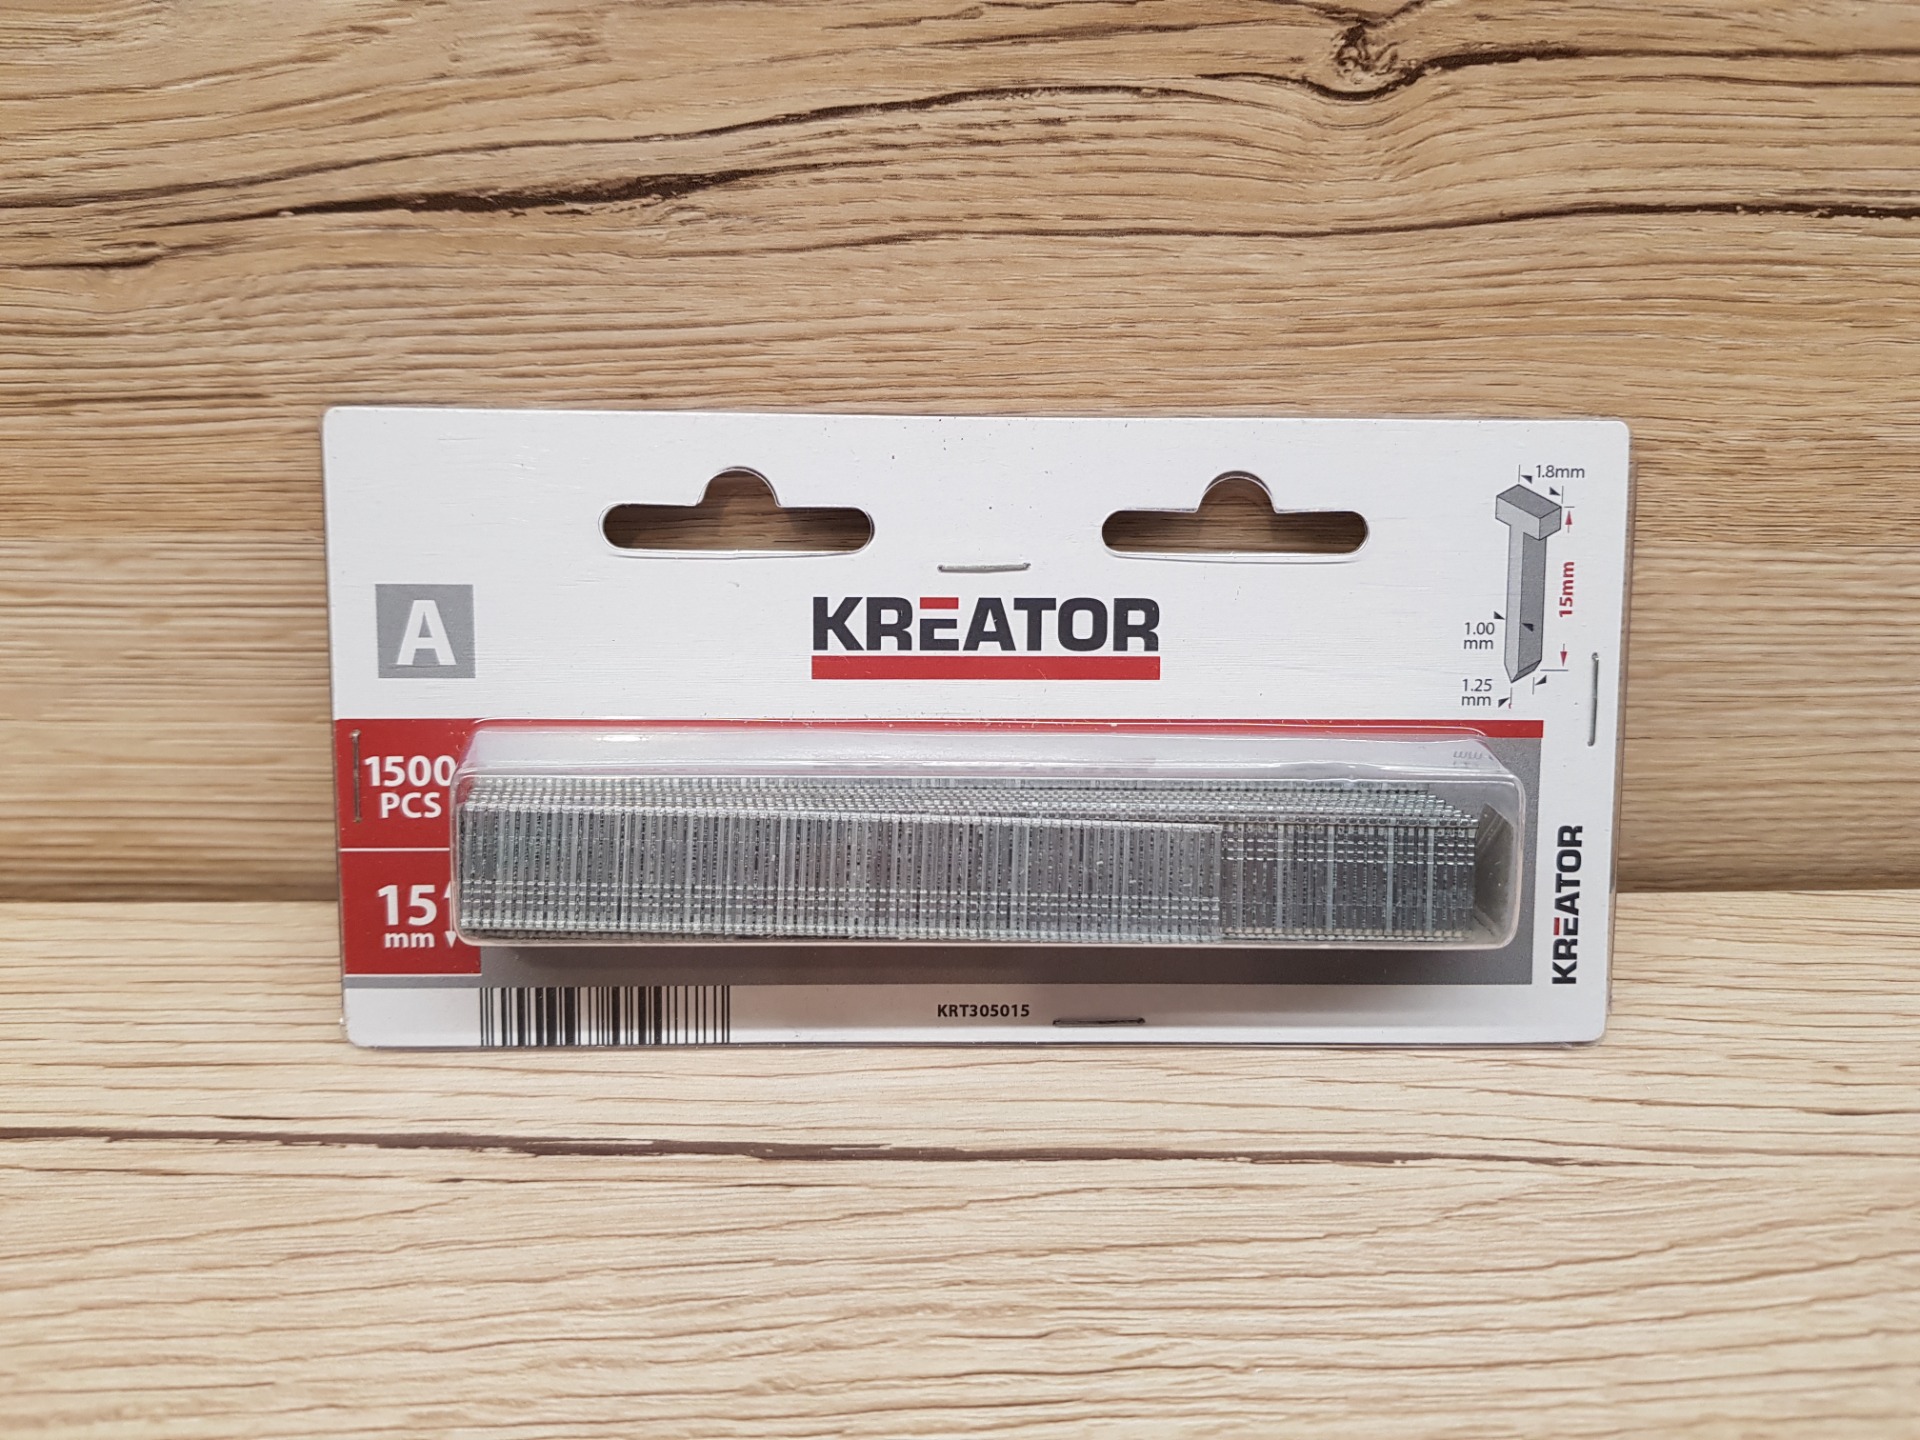 1.8mm
15mm
1.00
mm
1.25
mm
A
KREATOR
1500
PCS
15
mm
KREATOR
KRT305015